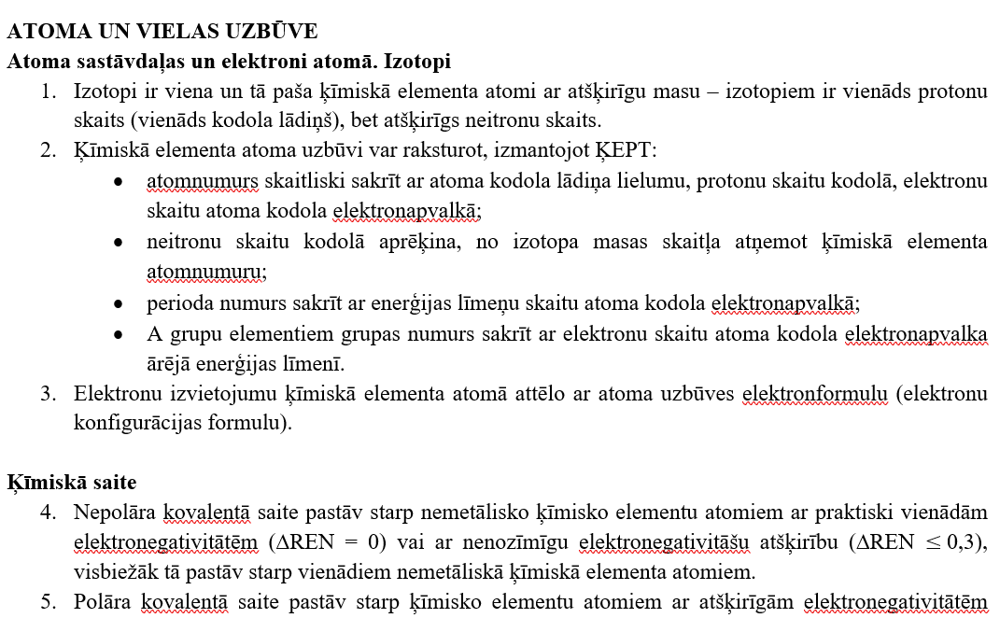 ATOMA UN VIELAS UZBŪVE
Atoma sastāvdaļas un elektroni atomā. Izotopi
1. Izotopi ir viena un tā paša ķīmiskā elementa atomi ar atšķirīgu masu – izotopiem ir vienāds protonu
skaits (vienāds kodola lādiņš), bet atšķirīgs neitronu skaits.
2. Ķīmiskā elementa atoma uzbūvi var raksturot, izmantojot ĶEPT:
• atomnumurs skaitliski sakrīt ar atoma kodola lādiņa lielumu, protonu skaitu kodolā, elektronu
skaitu atoma kodola elektronapvalkā;
• neitronu skaitu kodolā aprēķina, no izotopa masas skaitļa atņemot ķīmiskā elementa
atomnumuru;
• perioda numurs sakrīt ar enerģijas līmeņu skaitu atoma kodola elektronapvalkā;
• A grupu elementiem grupas numurs sakrīt ar elektronu skaitu atoma kodola elektronapvalka
ārējā enerģijas līmenī.
3. Elektronu izvietojumu ķīmiskā elementa atomā attēlo ar atoma uzbūves elektronformulu (elektronu
konfigurācijas formulu).
Ķīmiskā saite
4. Nepolāra kovalentā saite pastāv starp nemetālisko ķīmisko elementu atomiem ar praktiski vienādām
elektronegativitātēm (ΔREN = 0) vai ar nenozīmīgu elektronegativitāšu atšķirību (ΔREN ≤ 0,3),
visbiežāk tā pastāv starp vienādiem nemetāliskā ķīmiskā elementa atomiem.
5. Polāra kovalentā saite pastāv starp ķīmisko elementu atomiem ar atšķirīgām elektronegativitātēm